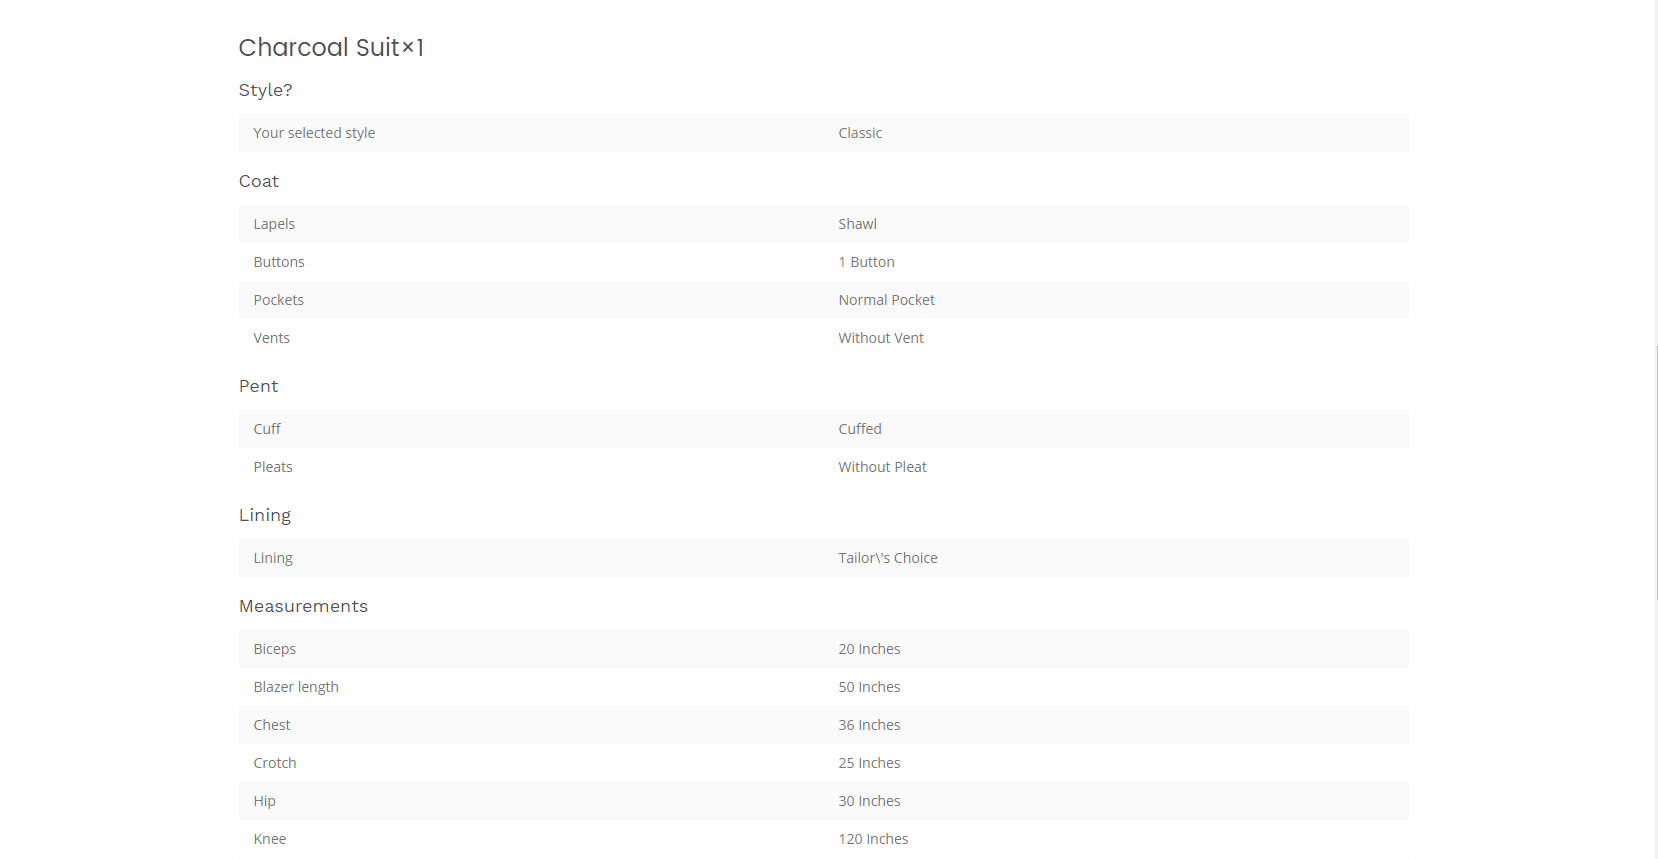 Charcoal Suit×1
Style?
Your selected style Classic
Coat
Lapels Shawl
Buttons 1 Button
Pockets Normal Pocket
Vents Without Vent
Pent
Cuff Cuffed
Pleats Without Pleat
Lining
Lining Tailor\'s Choice
Measurements
Biceps 20 Inches
Blazer length 50 Inches
Chest 36 Inches
Crotch 25 Inches
Hip 30 Inches
Knee 120 Inches